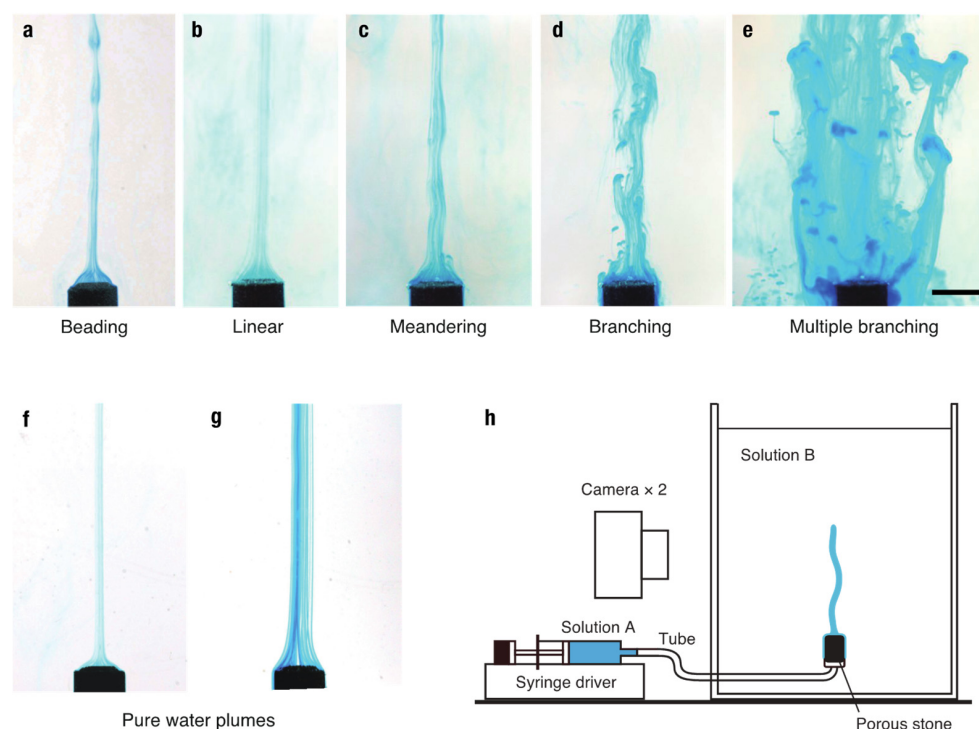 a
b
c
d
e
Beading
Linear
Meandering
Branching
Multiple branching
f
g
h
Pure water plumes
Solution B
Camera × 2
Solution A
Tube
Syringe driver
Porous stone